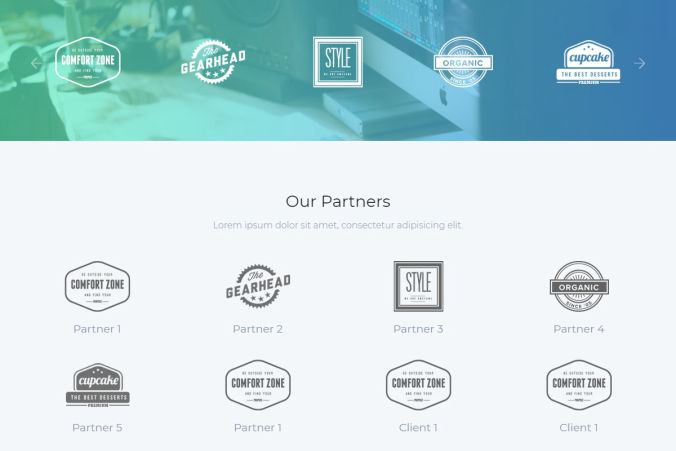 BE OUTSIDE YOUR
COMFORT ZONE
AND FIND YOUR
The
GEARHEAD
STYLE
ORGANIC
SINCE '02
cupcake
THE BEST DESSERTS
PREMIUM
Our Partners
Lorem ipsum dolor sit amet, consectetur adipisicing elit.
BE OUTSIDE YOUR
COMFORT ZONE
AND FIND YOUR
The
GEARHEAD
STYLE
ORGANIC
SINCE '02
Partner 1
Partner 2
Partner 3
Partner 4
cupcake
THE BEST DESSERTS
PREMIUM
BE OUTSIDE YOUR
COMFORT ZONE
AND FIND YOUR
BE OUTSIDE YOUR
COMFORT ZONE
AND FIND YOUR
BE OUTSIDE YOUR
COMFORT ZONE
AND FIND YOUR
Partner 5
Partner 1
Client 1
Client 1